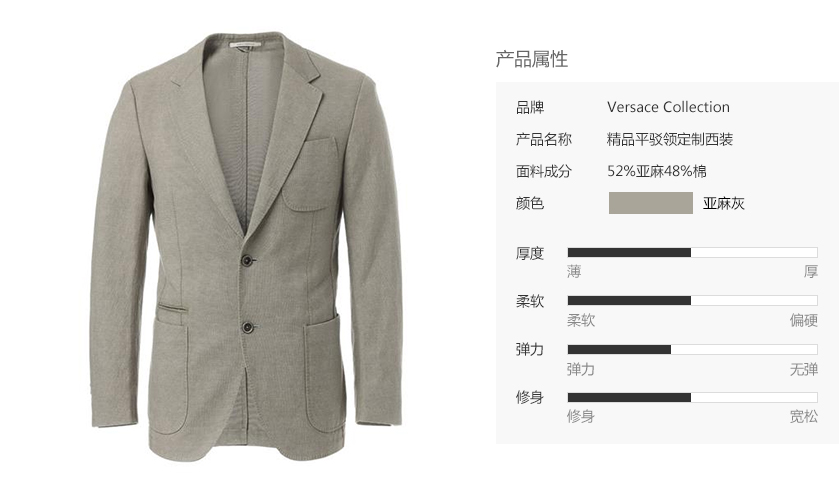 产品属性
品牌 Versace Collection
产品名称 精品平驳领定制西装
面料成分 52%亚麻48%棉
颜色 亚麻灰
厚度
薄 厚
柔软
柔软 偏硬
弹力
弹力 无弹
修身
修身 宽松